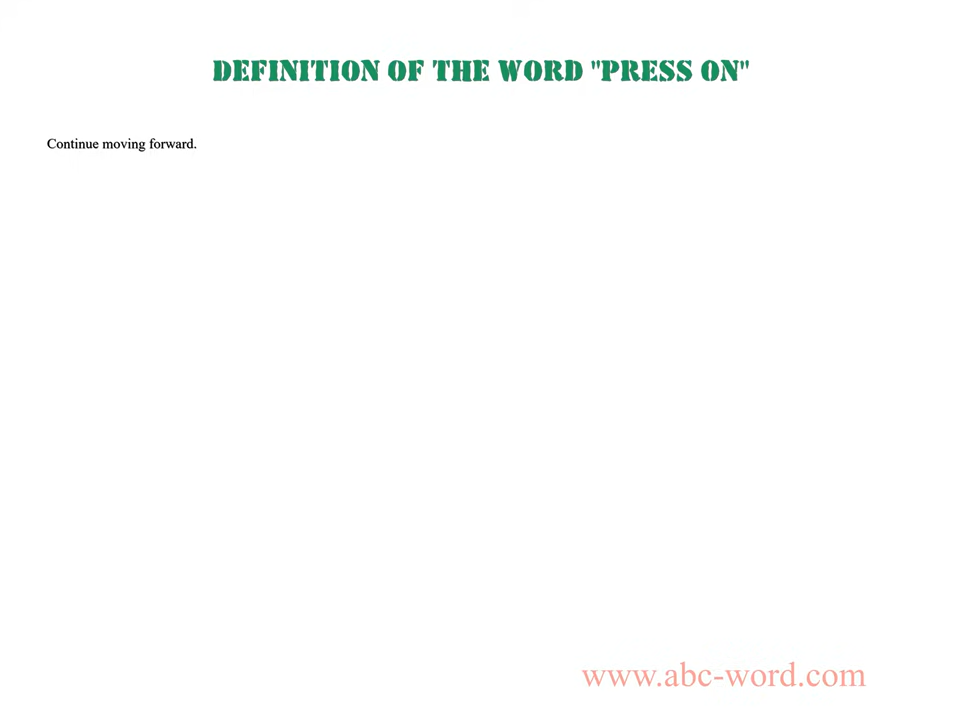 DEFINITION OF THE WORD "PRESS ON"
Continue moving forward.
www.abc-word.com